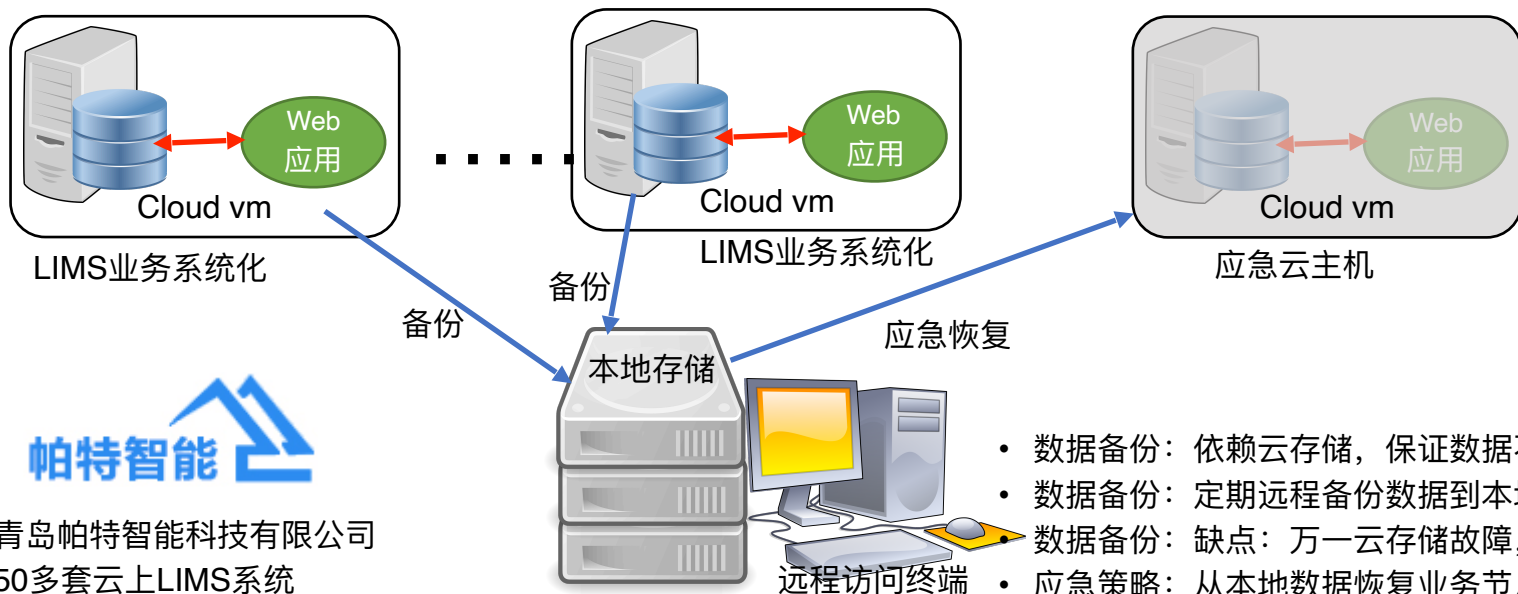 Web
应用
Cloud vm
LIMS业务系统化
Web
应用
Cloud vm
LIMS业务系统化
Web
应用
Cloud vm
应急云主机
备份
备份
应急恢复
本地存储
帕特智能
青岛帕特智能科技有限公司
50多套云上LIMS系统
远程访问终端
• 数据备份：依赖云存储，保证数据
• 数据备份：定期远程备份数据到本
• 数据备份：缺点：万一云存储故障，
• 应急策略：从本地数据恢复业务节